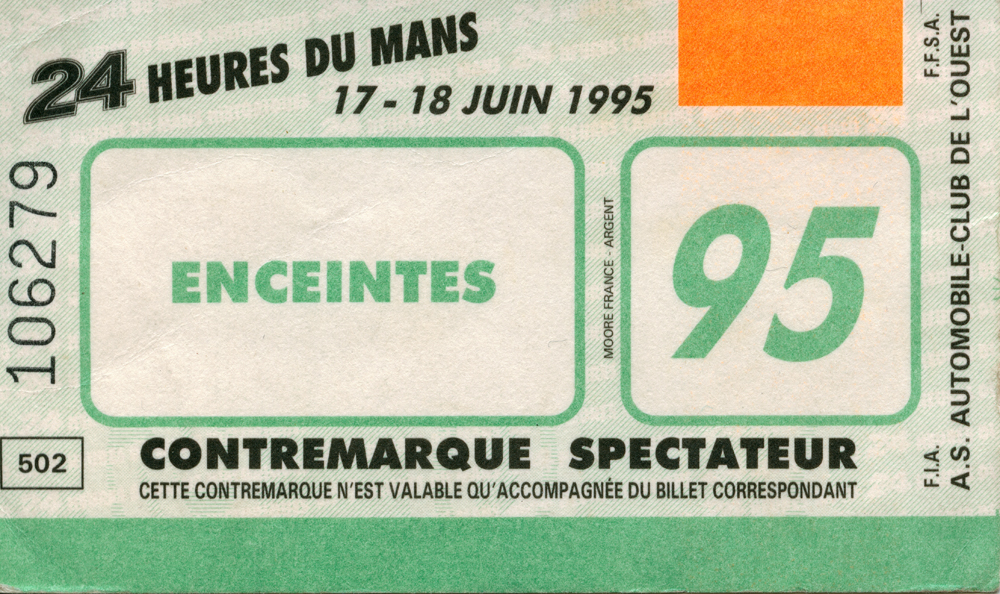 24 HEURES DU MANS
17 - 18 JUIN 1995
106279
ENCEINTES
MOORE FRANCE - ARGENT
95
502
CONTREMARQUE SPECTATEUR
CETTE CONTREMARQUE N'EST VALABLE QU'ACCOMPAGNÉE DU BILLET CORRESPONDANT
F.I.A. F.F.S.A.
A.S. AUTOMOBILE-CLUB DE L'OUEST